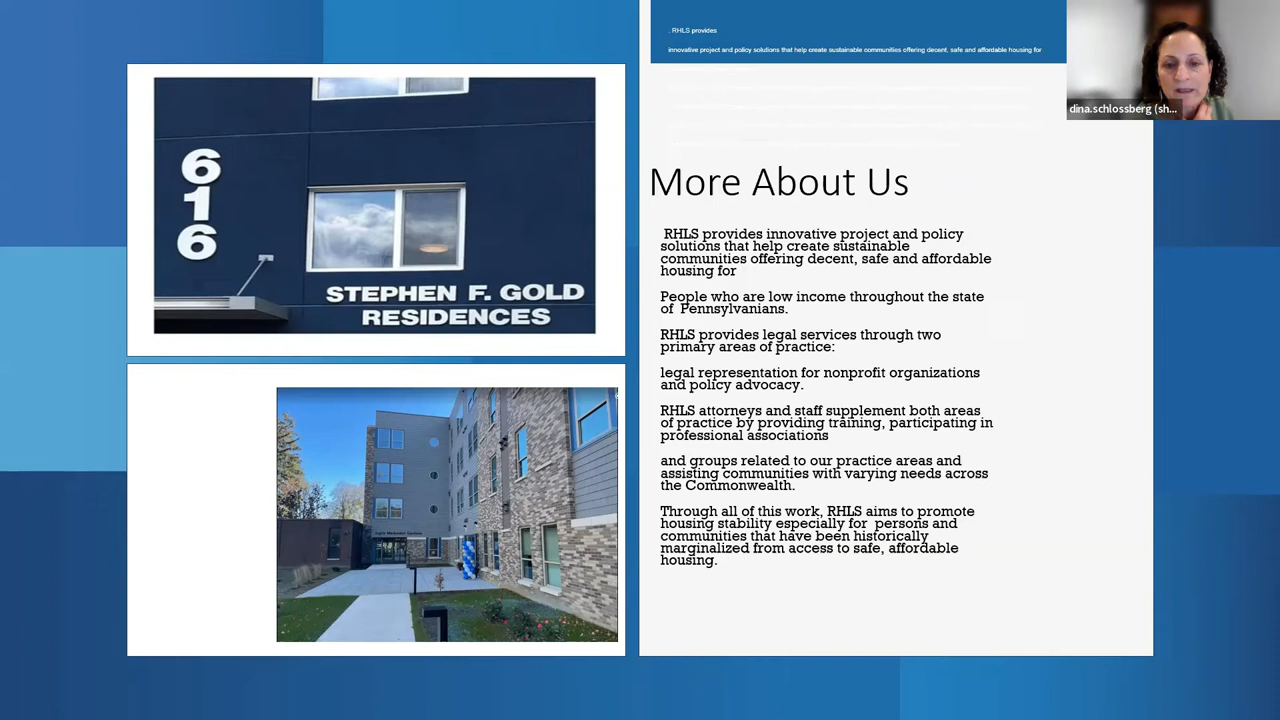 616
STEPHEN F. GOLD
RESIDENCES
. RHLS provides
innovative project and policy solutions that help create sustainable communities offering decent, safe and affordable housing for
dina.schlossberg (sh...
More About Us
RHLS provides innovative project and policy
solutions that help create sustainable
communities offering decent, safe and affordable
housing for
People who are low income throughout the state
of Pennsylvanians.
RHLS provides legal services through two
primary areas of practice:
legal representation for nonprofit organizations
and policy advocacy.
RHLS attorneys and staff supplement both areas
of practice by providing training, participating in
professional associations
and groups related to our practice areas and
assisting communities with varying needs across
the Commonwealth.
Through all of this work, RHLS aims to promote
housing stability especially for persons and
communities that have been historically
marginalized from access to safe, affordable
housing.